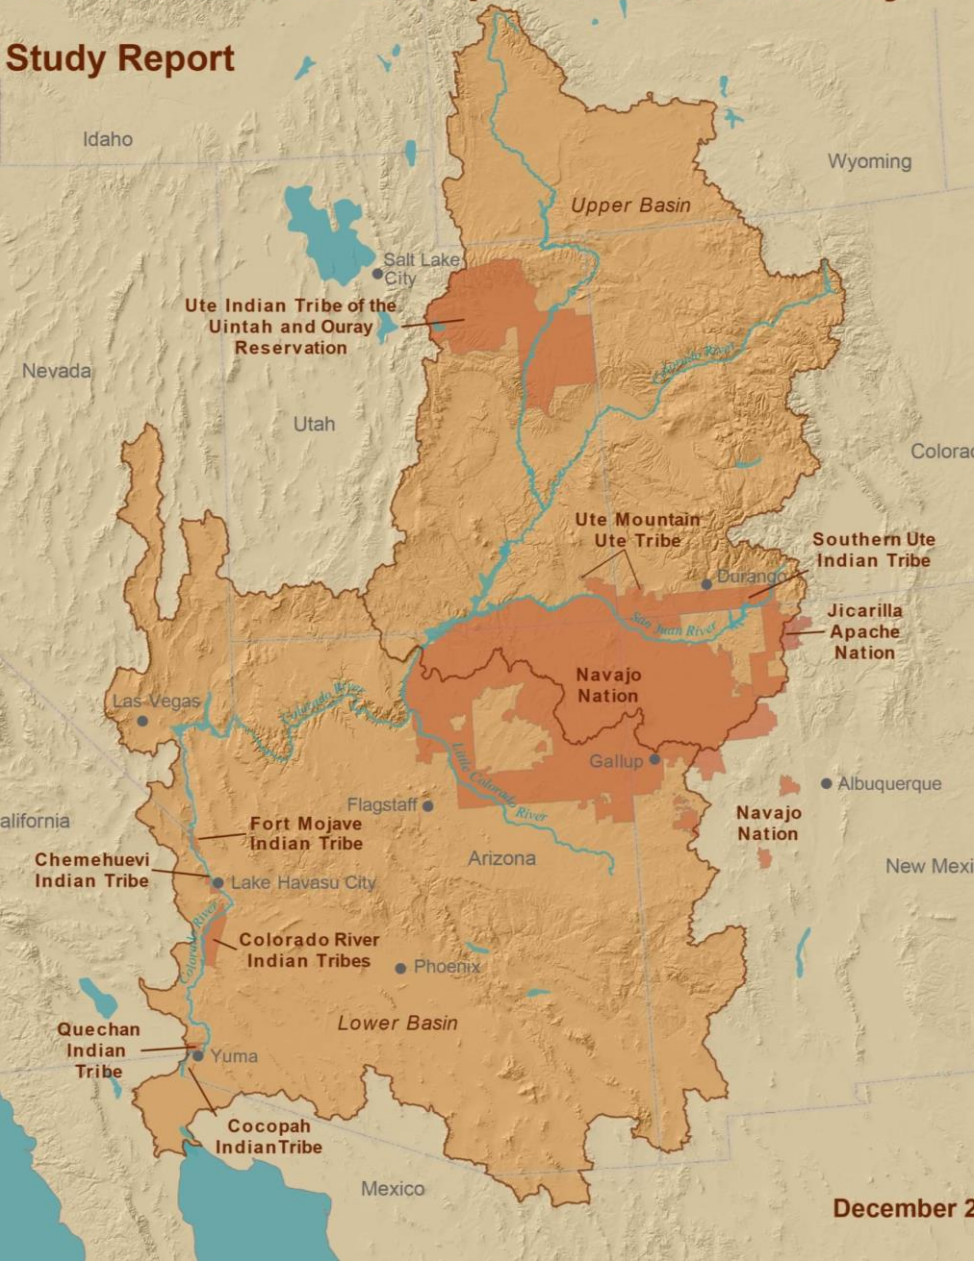 Study Report
Idaho
Wyoming
Upper Basin
Salt Lake
City
Ute Indian Tribe of the
Uintah and Ouray
Reservation
Colorado River
Nevada
Utah
Colorad
Ute Mountain
Ute Tribe
Southern Ute
Indian Tribe
Durango
San Juan River
Jicarilla
Apache
Nation
Navajo
Nation
Las Vegas
Colorado River
Gallup
Little Colorado River
Albuquerque
Flagstaff
Navajo
Nation
alifornia
Fort Mojave
Indian Tribe
Chemehuevi
Indian Tribe
Arizona
New Mexi
Lake Havasu City
Colorado River
Colorado River
Indian Tribes
Phoenix
Lower Basin
Quechan
Indian
Tribe
Yuma
Cocopah
IndianTribe
Mexico
December 2